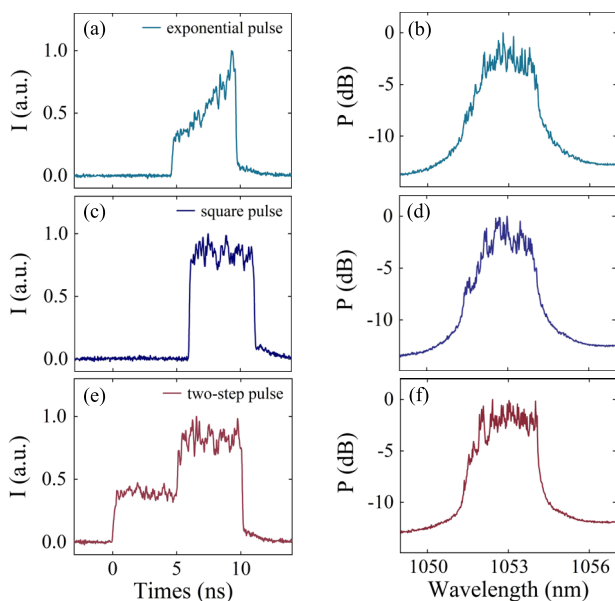 (a) exponential pulse
I (a.u.)
1.0
0.5
0.0
(b)
P (dB)
0
-5
-10
(c) square pulse
I (a.u.)
1.0
0.5
0.0
(d)
P (dB)
0
-5
-10
(e) two-step pulse
I (a.u.)
1.0
0.5
0.0
0 5 10
Times (ns)
(f)
P (dB)
0
-5
-10
1050 1053 1056
Wavelength (nm)